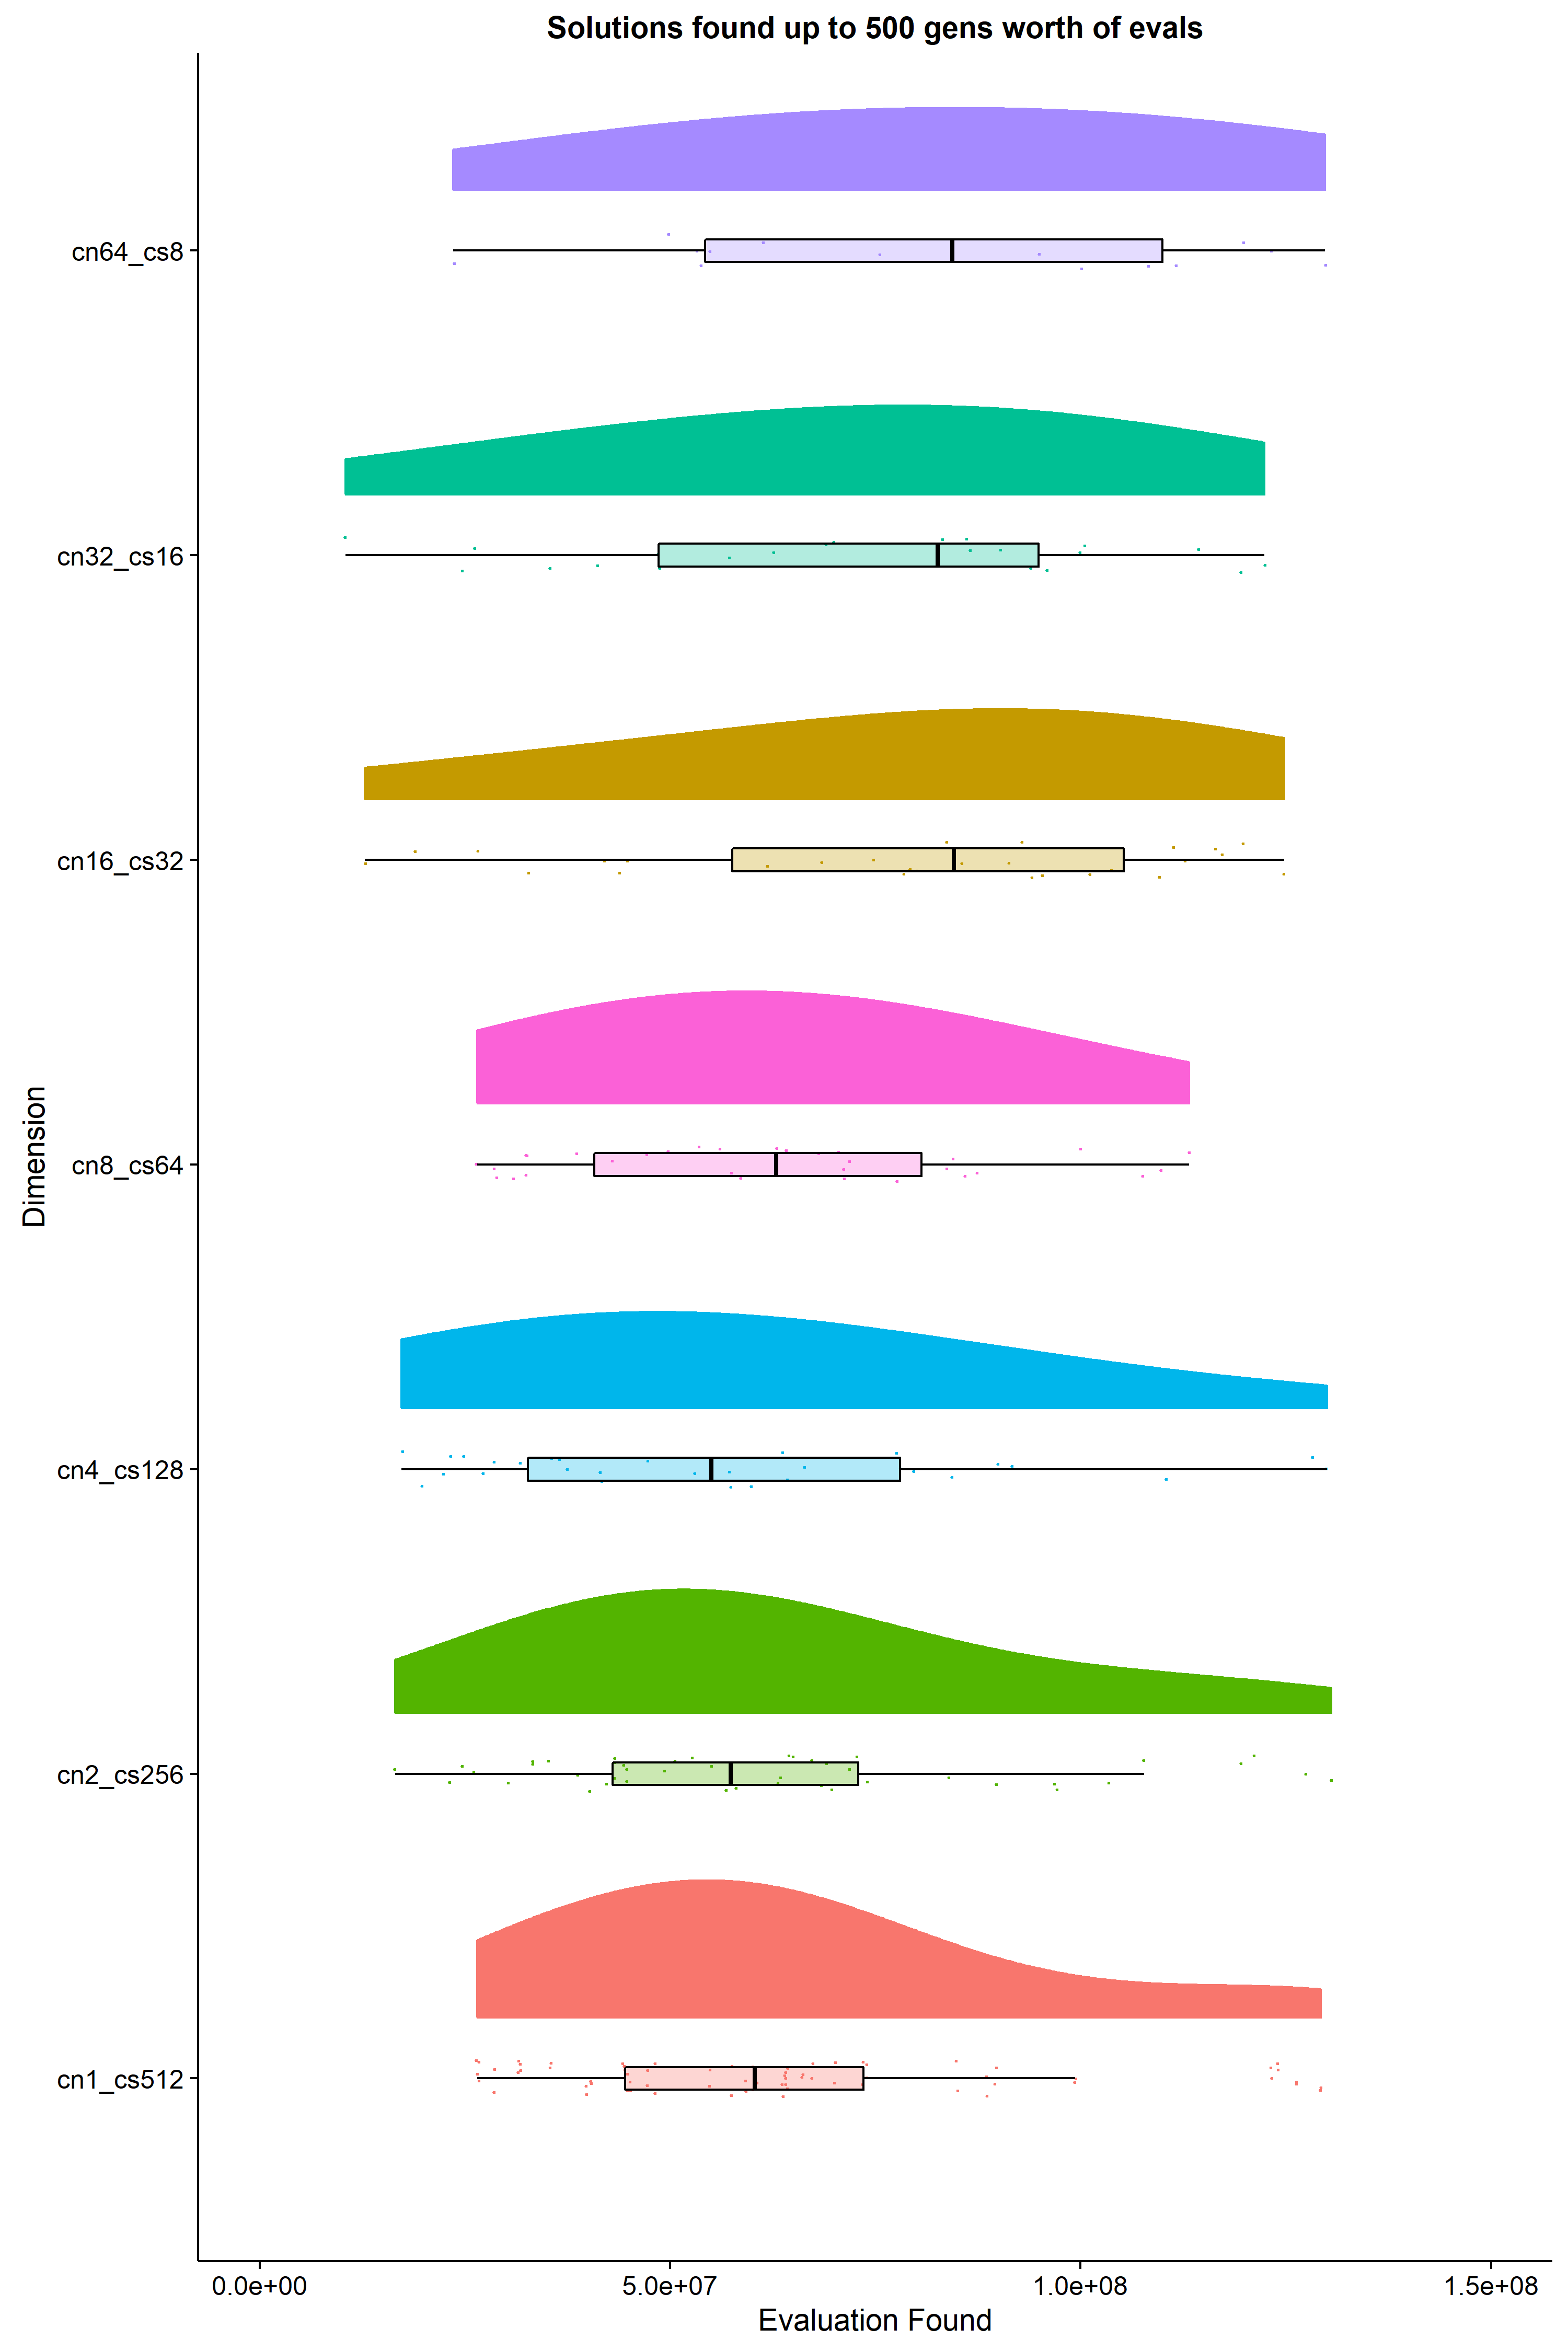 Solutions found up to 500 gens worth of evals
cn64_cs8
cn32_cs16
cn16_cs32
cn8_cs64
cn4_cs128
cn2_cs256
cn1_cs512
Dimension
0.0e+00
5.0e+07
1.0e+08
1.5e+08
Evaluation Found